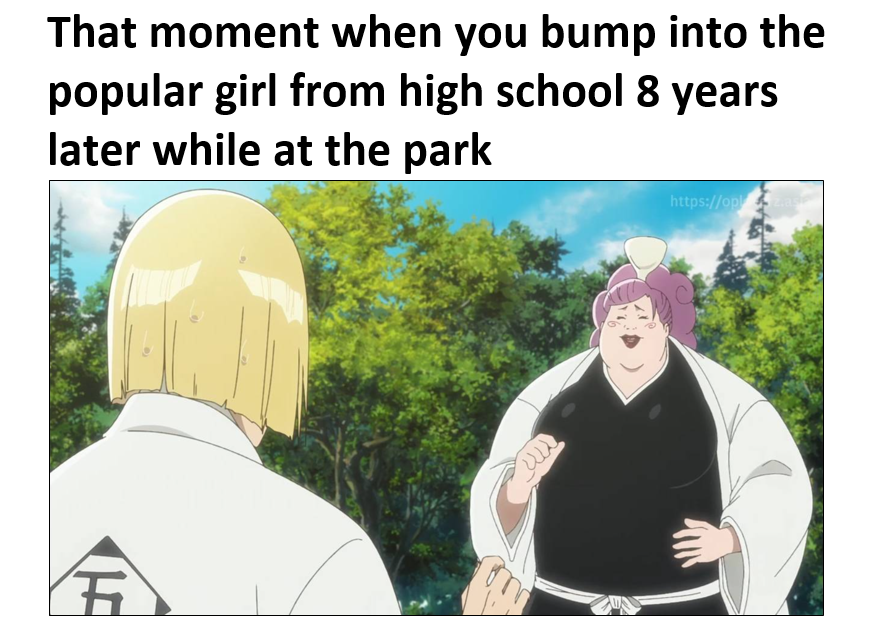 That moment when you bump into the
popular girl from high school 8 years
later while at the park
五